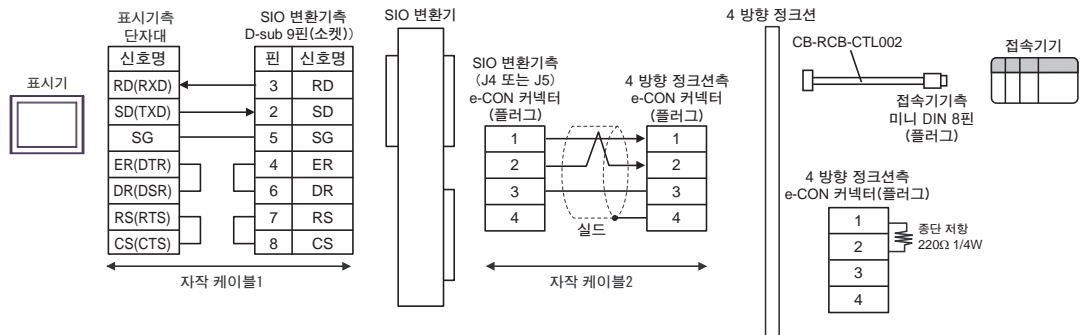 표시기
표시기측
단자대
신호명
RD(RXD)
SD(TXD)
SG
ER(DTR)
DR(DSR)
RS(RTS)
CS(CTS)
SIO 변환기측
D-sub 9핀(소켓))
핀 신호명
3 RD
2 SD
5 SG
4 ER
6 DR
7 RS
8 CS
자작 케이블1
SIO 변환기
SIO 변환기측
(J4 또는 J5)
e-CON 커넥터
(플러그)
1
2
3
4
실드
4 방향 정크션측
e-CON 커넥터
(플러그)
1
2
3
4
자작 케이블2
4 방향 정크션
CB-RCB-CTL002
접속기기측
미니 DIN 8핀
(플러그)
접속기기
4 방향 정크션측
e-CON 커넥터(플러그)
1
2
3
4
종단 저항
220Ω 1/4W